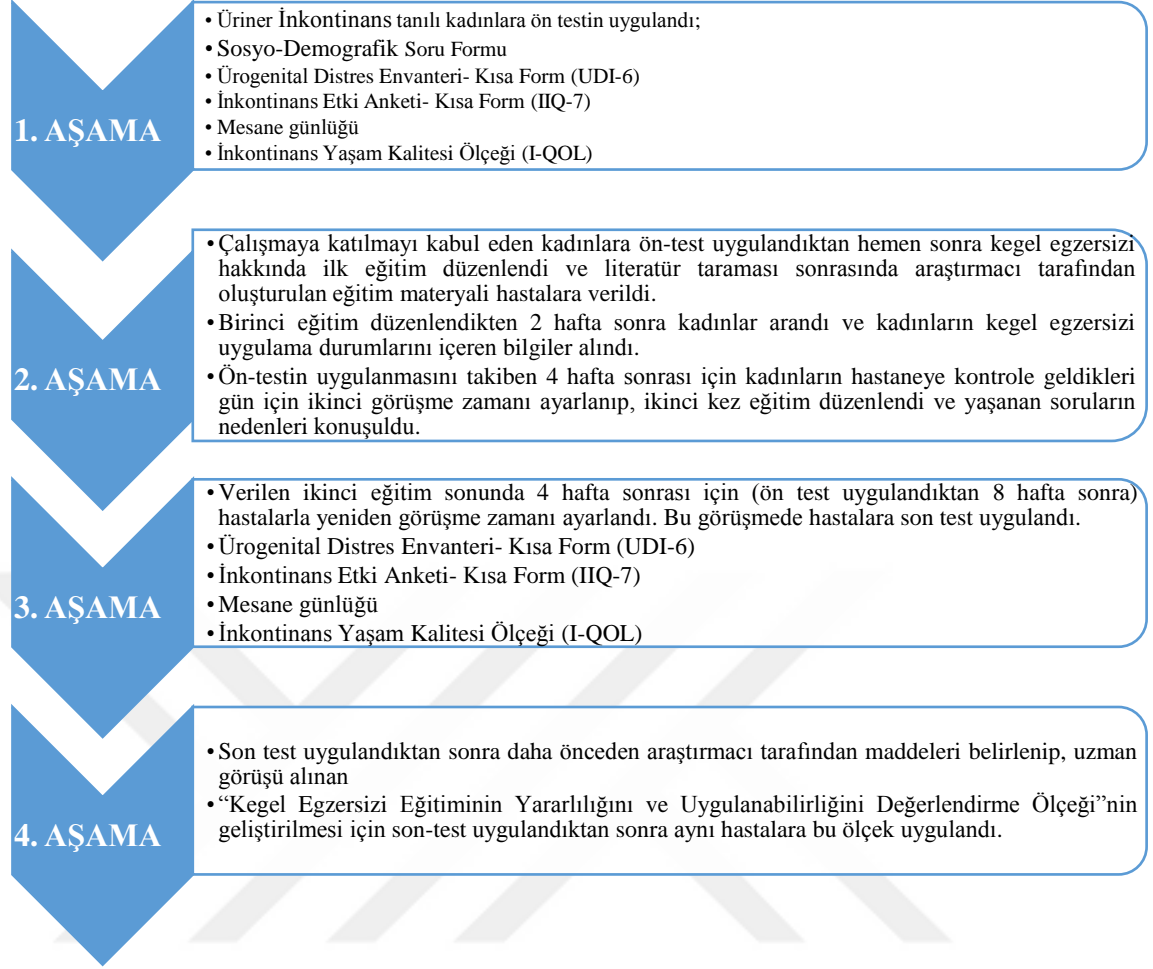 1. AŞAMA
• Üriner İnkontinans tanılı kadınlara ön testin uygulandı;
• Sosyo-Demografik Soru Formu
• Ürogenital Distres Envanteri- Kısa Form (UDI-6)
• İnkontinans Etki Anketi- Kısa Form (IIQ-7)
• Mesane günlüğü
• İnkontinans Yaşam Kalitesi Ölçeği (I-QOL)
2. AŞAMA
• Çalışmaya katılmayı kabul eden kadınlara ön-test uygulandıktan hemen sonra kegel egzersizi
hakkında ilk eğitim düzenlendi ve literatür taraması sonrasında araştırmacı tarafından
oluşturulan eğitim materyali hastalara verildi.
• Birinci eğitim düzenlendikten 2 hafta sonra kadınlar arandı ve kadınların kegel egzersizi
uygulama durumlarını içeren bilgiler alındı.
• Ön-testin uygulanmasını takiben 4 hafta sonrası için kadınların hastaneye kontrole geldikleri
gün için ikinci görüşme zamanı ayarlanıp, ikinci kez eğitim düzenlendi ve yaşanan soruların
nedenleri konuşuldu.
3. AŞAMA
• Verilen ikinci eğitim sonunda 4 hafta sonrası için (ön test uygulandıktan 8 hafta sonra)
hastalarla yeniden görüşme zamanı ayarlandı. Bu görüşmede hastalara son test uygulandı.
• Ürogenital Distres Envanteri- Kısa Form (UDI-6)
• İnkontinans Etki Anketi- Kısa Form (IIQ-7)
• Mesane günlüğü
• İnkontinans Yaşam Kalitesi Ölçeği (I-QOL)
4. AŞAMA
• Son test uygulandıktan sonra daha önceden araştırmacı tarafından maddeleri belirlenip, uzman
görüşü alınan
• “Kegel Egzersizi Eğitiminin Yararlılığını ve Uygulanabilirliğini Değerlendirme Ölçeği”nin
geliştirilmesi için son-test uygulandıktan sonra aynı hastalara bu ölçek uygulandı.